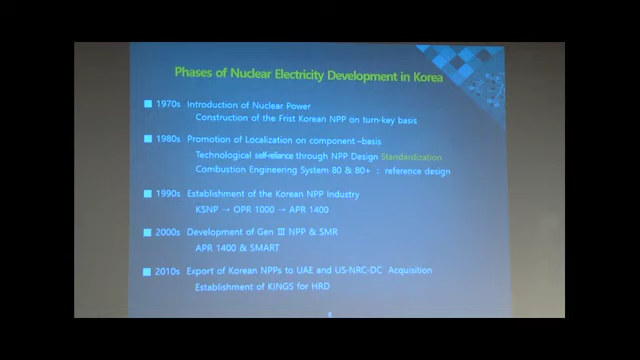 Phases of Nuclear Electricity Development in Korea
1970s Introduction of Nuclear Power
Construction of the Frist Korean NPP on turn-key basis
1980s Promotion of Localization on component-basis
Technological self-reliance through NPP Design Standardization
Combustion Engineering System 80 & 80+ : reference design
1990s Establishment of the Korean NPP Industry
KSNP → OPR 1000 → APR 1400
2000s Development of Gen Ⅲ NPP & SMR
APR 1400 & SMART
2010s Export of Korean NPPs to UAE and US-NRC-DC Acquisition
Establishment of KINGS for HRD